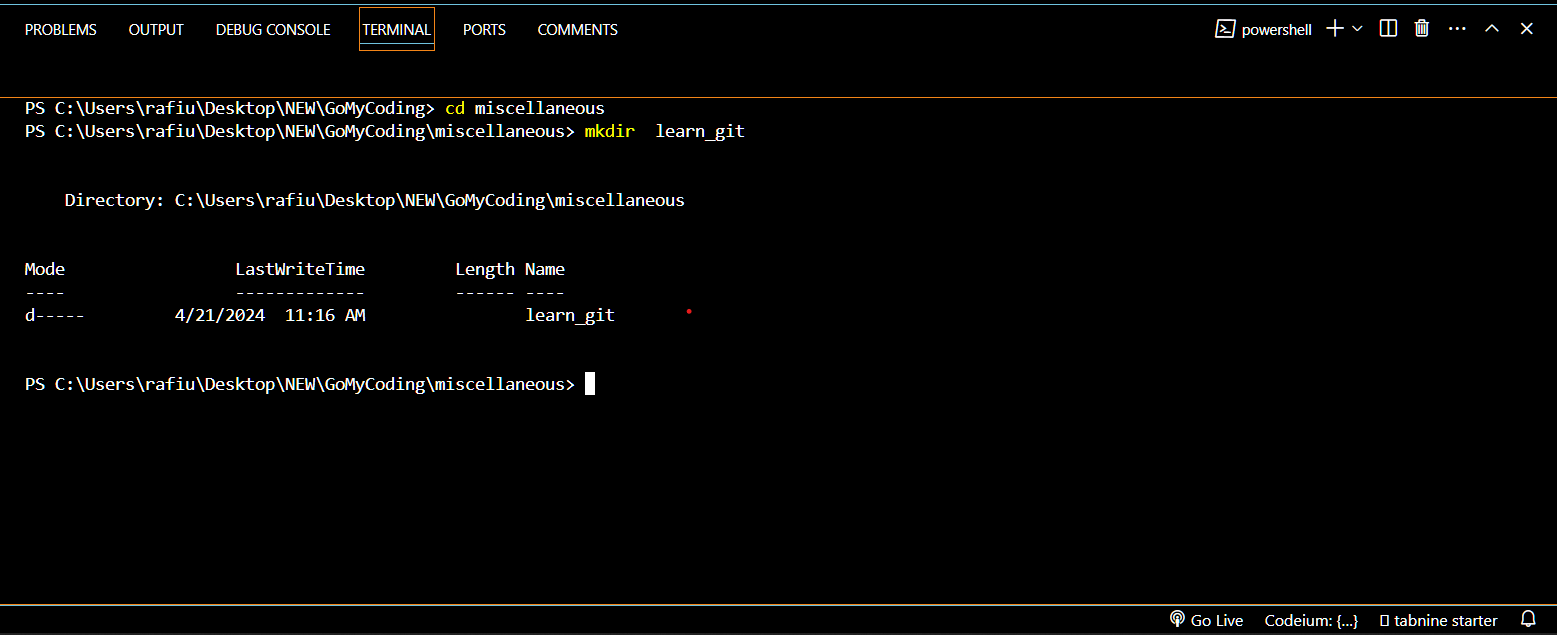 PROBLEMS OUTPUT DEBUG CONSOLE TERMINAL PORTS COMMENTS powershell
PS C:\Users\rafiu\Desktop\NEW\GoMyCoding> cd miscellaneous
PS C:\Users\rafiu\Desktop\NEW\GoMyCoding\miscellaneous> mkdir  learn_git
Directory: C:\Users\rafiu\Desktop\NEW\GoMyCoding\miscellaneous
Mode LastWriteTime Length Name
---- ------------- ------ ----
d----- 4/21/2024 11:16 AM learn_git
PS C:\Users\rafiu\Desktop\NEW\GoMyCoding\miscellaneous>
Go Live Codeium: {...} tabnine starter